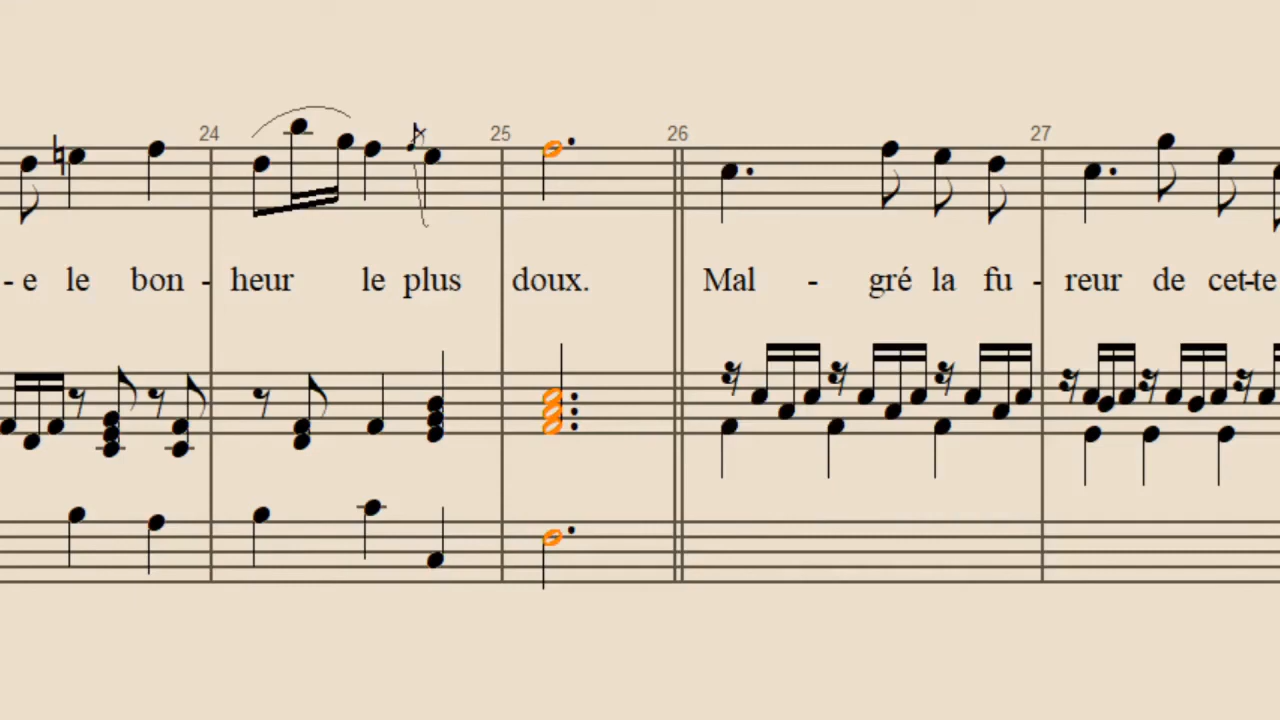 24 25 26 27
- e le bon - heur le plus doux. Mal - gré la fu - reur de cet-te